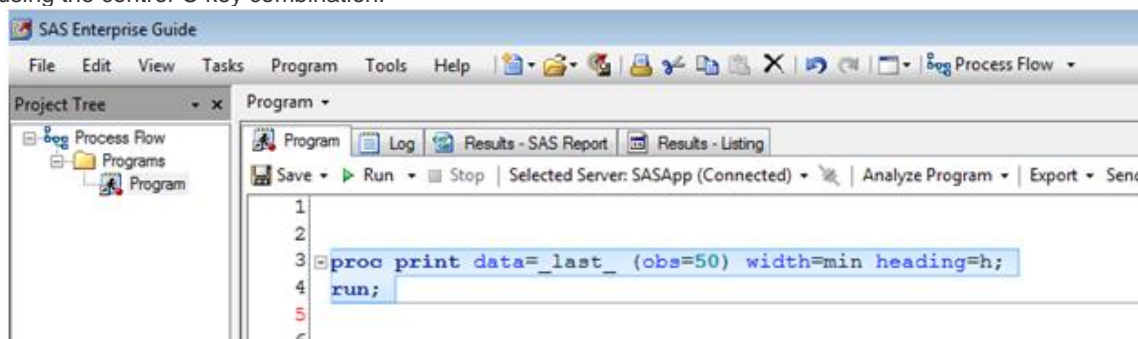 using the control-C key combination.
SAS Enterprise Guide
File Edit View Tasks Program Tools Help Process Flow
Project Tree
Program
Process Flow
Programs
Program
Program Log Results - SAS Report Results - Listing
Save Run Stop Selected Server: SASApp (Connected) Analyze Program Export Send
1
2
3 proc print data=_last_ (obs=50) width=min heading=h;
4 run;
5
6